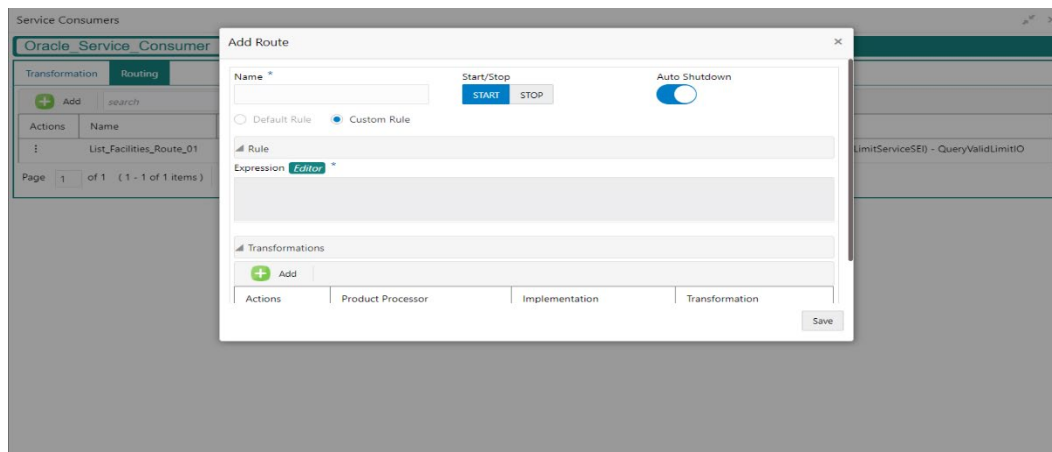 Service Consumers
Oracle_Service_Consumer
Transformation Routing
Add search
Actions Name
List_Facilities_Route_01
LimitServiceSEI) - QueryValidLimitIO
Page 1 of 1 ( 1 - 1 of 1 items )
Add Route
Name * Start/Stop Auto Shutdown
START STOP
Default Rule Custom Rule
Rule
Expression Editor *
Transformations
Add
Actions Product Processor Implementation Transformation
Save